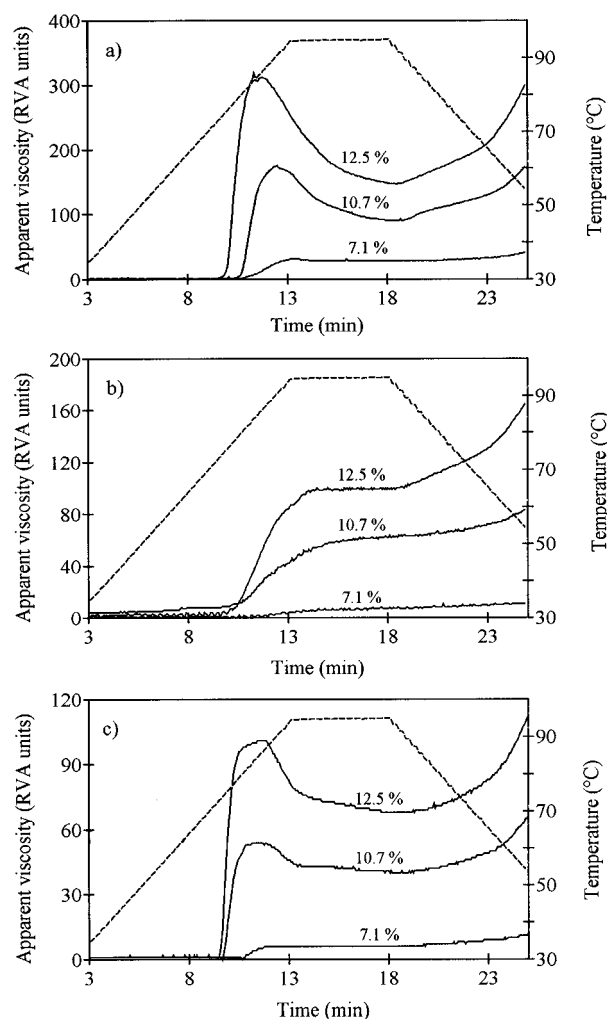 a)
Apparent viscosity (RVA units)
400
300
200
100
0
12.5 %
10.7 %
7.1 %
90
70
50
30
Temperature (°C)
3 8 13 18 23
Time (min)
b)
Apparent viscosity (RVA units)
200
160
120
80
40
0
12.5 %
10.7 %
7.1 %
90
70
50
30
Temperature (°C)
3 8 13 18 23
Time (min)
c)
Apparent viscosity (RVA units)
120
90
60
30
0
12.5 %
10.7 %
7.1 %
90
70
50
30
Temperature (°C)
3 8 13 18 23
Time (min)